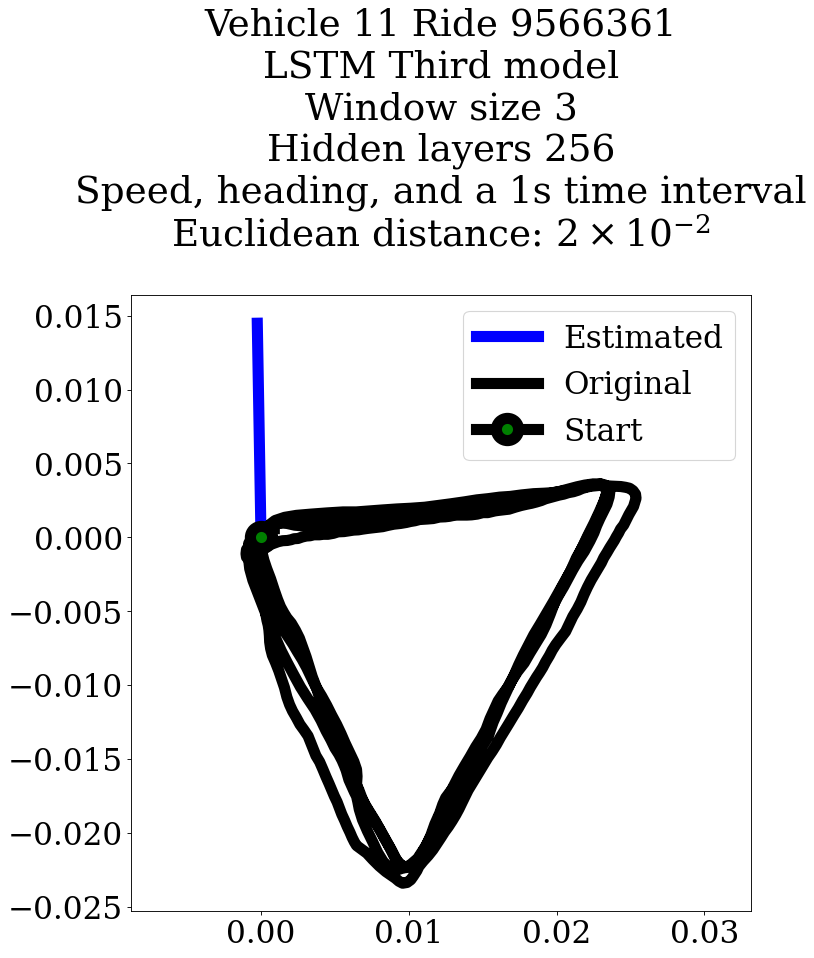 Vehicle 11 Ride 9566361
LSTM Third model
Window size 3
Hidden layers 256
Speed, heading, and a 1s time interval
Euclidean distance: 2 × 10⁻²
Estimated
Original
Start
0.015
0.010
0.005
0.000
−0.005
−0.010
−0.015
−0.020
−0.025
0.00 0.01 0.02 0.03